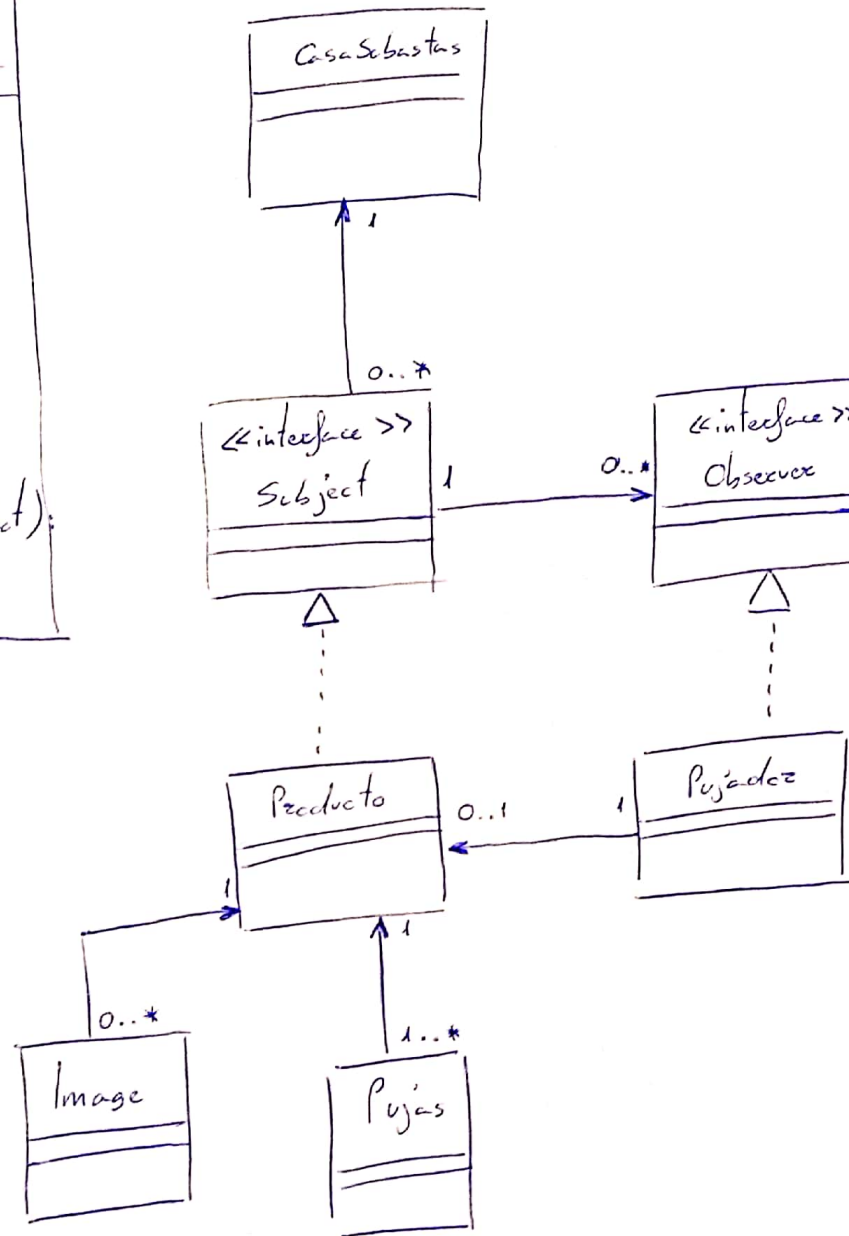 CasaSubastas
1
0..*
<<interface>>
Subject
1
0..*
<<interface>>
Observer
ct);
Producto
0..1
1
Pujador
1
1
0..*
1..*
Image
Pujas